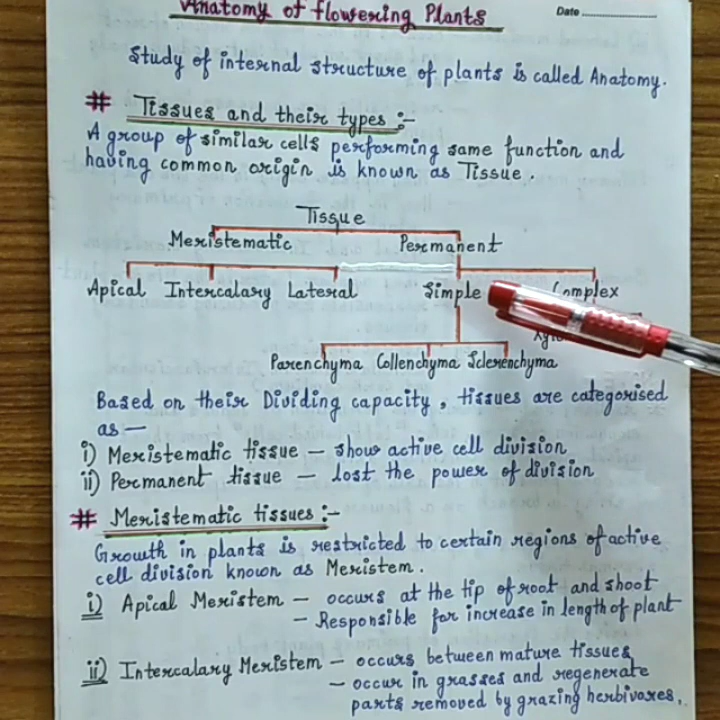 Anatomy of flowering Plants
Date
Study of internal structure of plants is called Anatomy.
# Tissues and their types :-
A group of similar cells performing same function and
having common origin is known as Tissue.
Tissue
Meristematic Permanent
Apical Intercalary Lateral Simple Complex
Parenchyma Collenchyma Sclerenchyma
Based on their Dividing capacity, tissues are categorised
as —
i) Meristematic tissue — show active cell division
ii) Permanent tissue — lost the power of division
# Meristematic tissues :-
Growth in plants is restricted to certain regions of active
cell division known as Meristem.
i) Apical Meristem — occurs at the tip of root and shoot
— Responsible for increase in length of plant
ii) Intercalary Meristem — occurs between mature tissues
— occur in grasses and regenerate
parts removed by grazing herbivores.